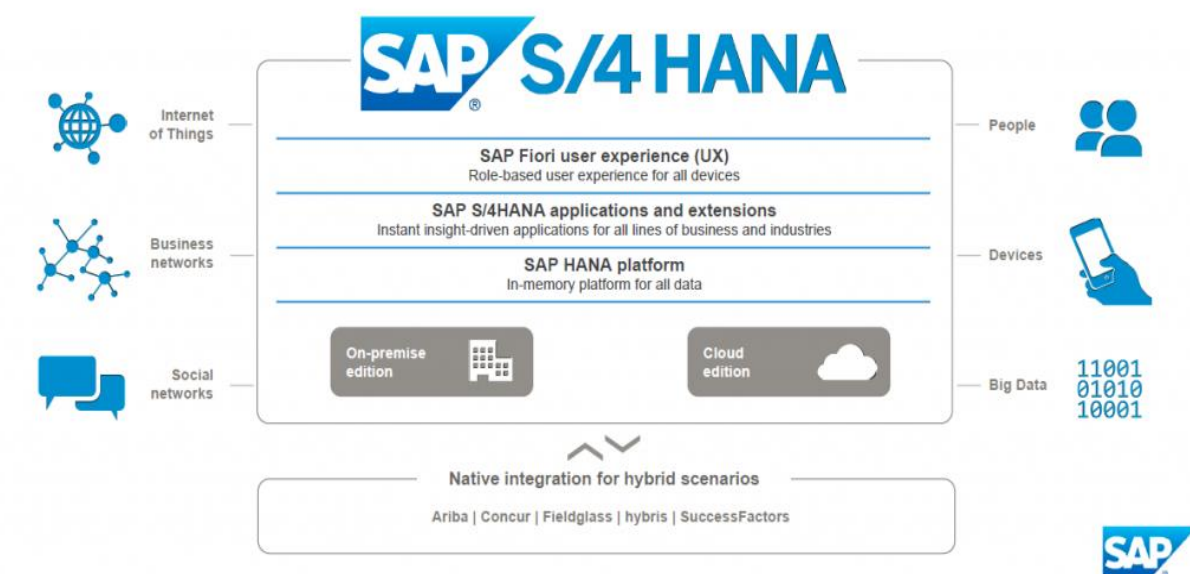 SAP S/4 HANA
®
Internet
of Things
Business
networks
Social
networks
SAP Fiori user experience (UX)
Role-based user experience for all devices
SAP S/4HANA applications and extensions
Instant insight-driven applications for all lines of business and industries
SAP HANA platform
In-memory platform for all data
On-premise
edition
Cloud
edition
People
Devices
Big Data
11001
01010
10001
Native integration for hybrid scenarios
Ariba | Concur | Fieldglass | hybris | SuccessFactors
SAP